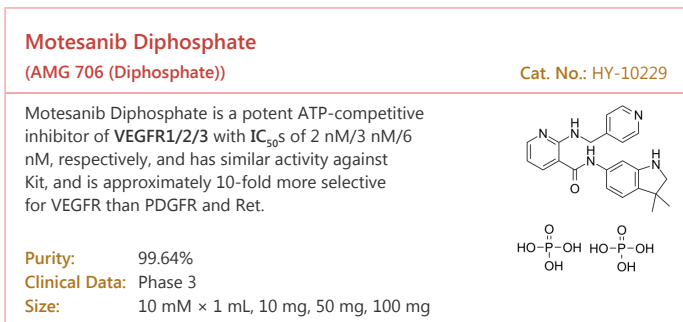 Motesanib Diphosphate
(AMG 706 (Diphosphate))
Cat. No.: HY-10229
Motesanib Diphosphate is a potent ATP-competitive
inhibitor of VEGFR1/2/3 with IC50s of 2 nM/3 nM/6
nM, respectively, and has similar activity against
Kit, and is approximately 10-fold more selective
for VEGFR than PDGFR and Ret.
N
H
N
N
H
N
O
H
N
O
HO-P-OH
OH
O
HO-P-OH
OH
Purity: 99.64%
Clinical Data: Phase 3
Size: 10 mM × 1 mL, 10 mg, 50 mg, 100 mg